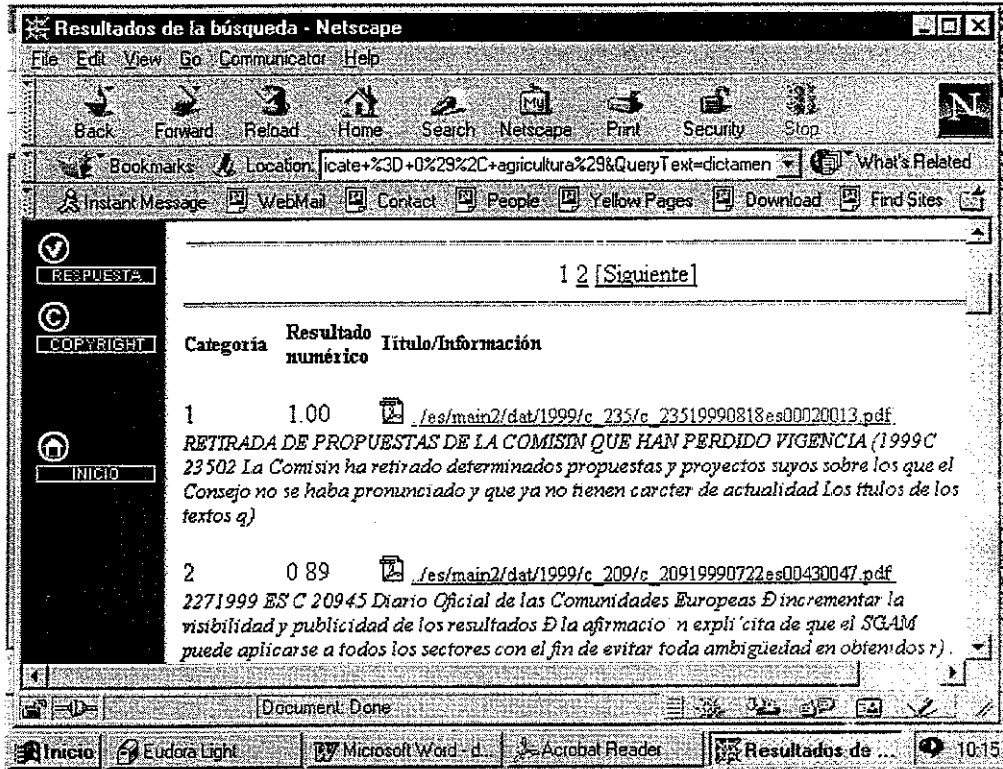 Resultados de la búsqueda - Netscape
File Edit View Go Communicator Help
Back Forward Reload Home Search Netscape Print Security Stop
My
N
Bookmarks Location: icate+%3D+0%29%2C+agricultura%29&QueryText=dictamen What's Related
Instant Message WebMail Contact People Yellow Pages Download Find Sites
RESPUESTA
COPYRIGHT
INICIO
1 2 [Siguiente]
Categoría Resultado numérico Título/Información
1 1.00 ../es/main2/dat/1999/c_235/c_23519990818es00020013.pdf
RETIRADA DE PROPUESTAS DE LA COMISIN QUE HAN PERDIDO VIGENCIA (1999C
23502 La Comisin ha retirado determinados propuestas y proyectos suyos sobre los que el
Consejo no se haba pronunciado y que ya no tienen carcter de actualidad Los ttulos de los
textos q)
2 0 89 ../es/main2/dat/1999/c_209/c_20919990722es00430047.pdf
2271999 ES C 20945 Diario Oficial de las Comunidades Europeas Ð incrementar la
visibilidad y publicidad de los resultados Ð la afirmacio´n expli´cita de que el SGAM
puede aplicarse a todos los sectores con el fin de evitar toda ambigüedad en obtenidos r) .
Document: Done
Inicio Eudora Light Microsoft Word - d... Acrobat Reader Resultados de ... 10:15